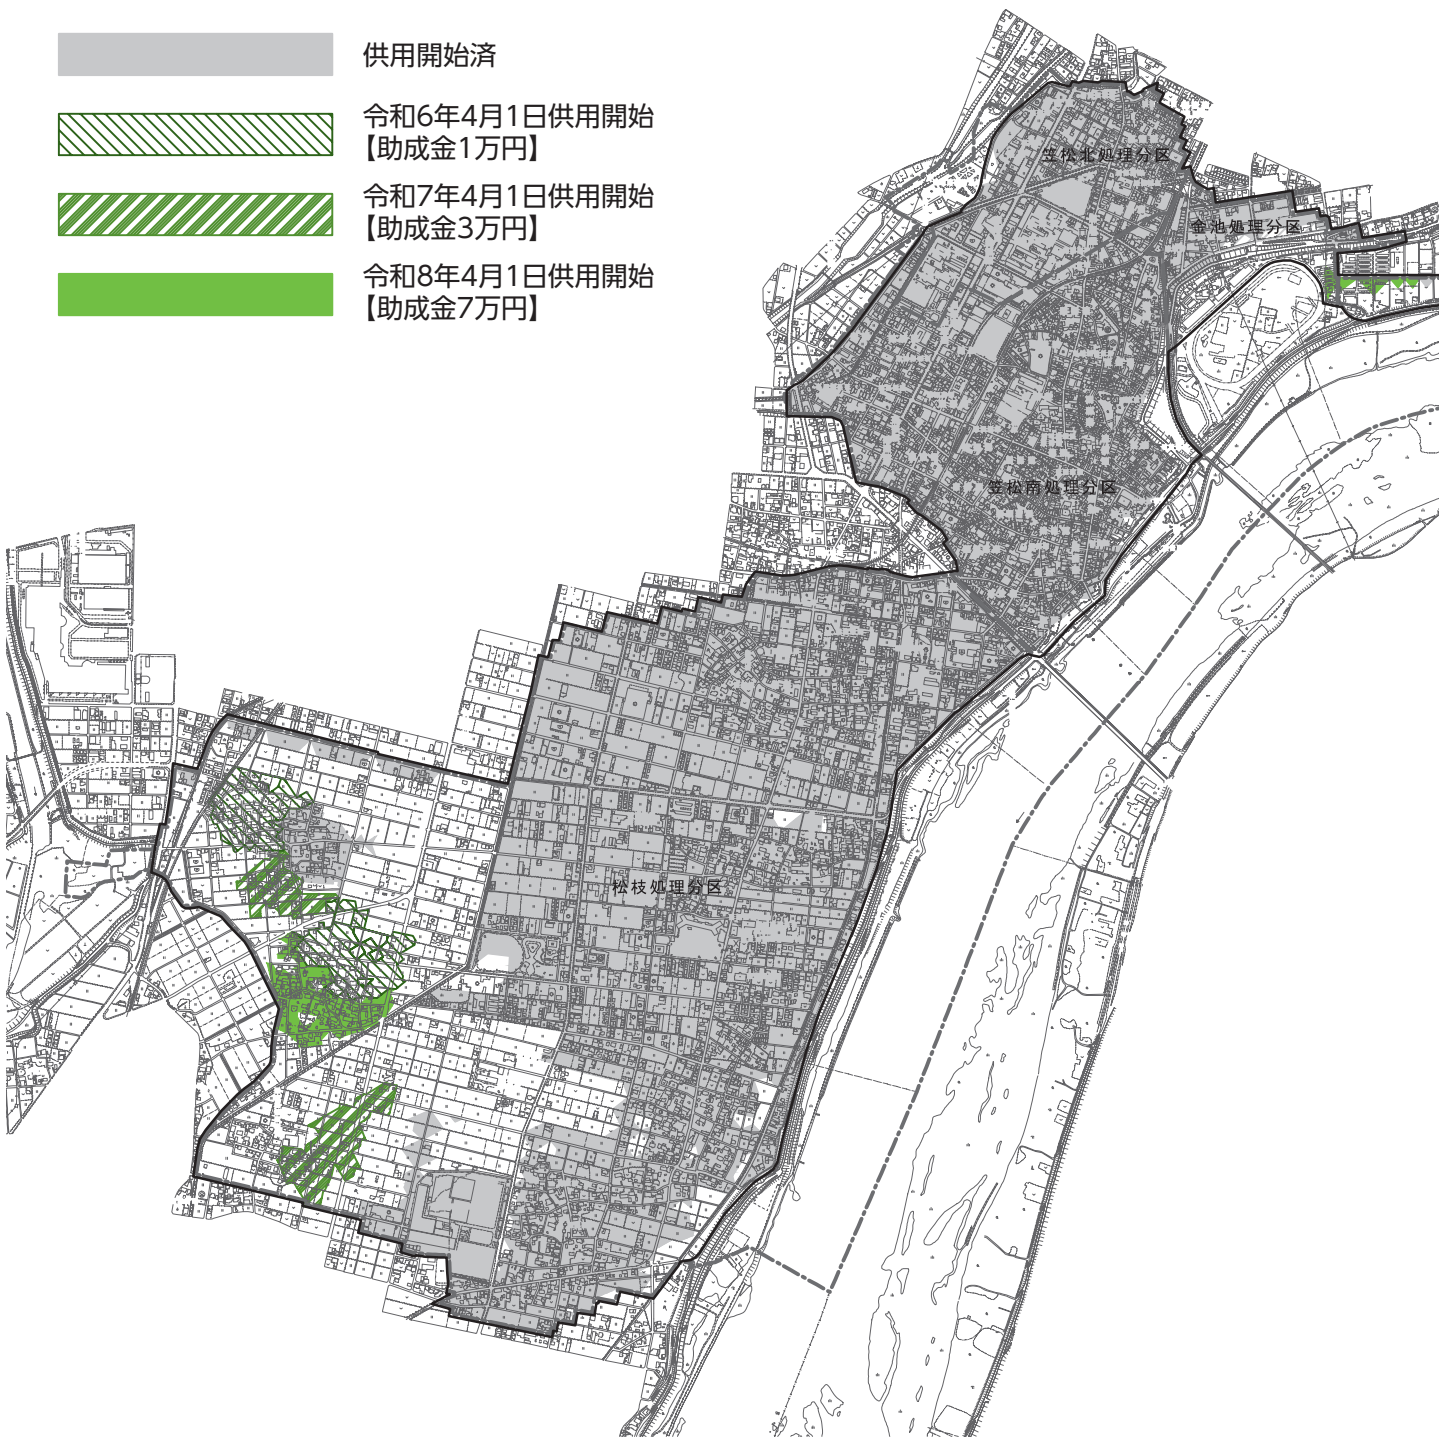 供用開始済
令和6年4月1日供用開始
【助成金1万円】
令和7年4月1日供用開始
【助成金3万円】
令和8年4月1日供用開始
【助成金7万円】
笠松北処理分区
金池処理分区
笠松南処理分区
松枝処理分区